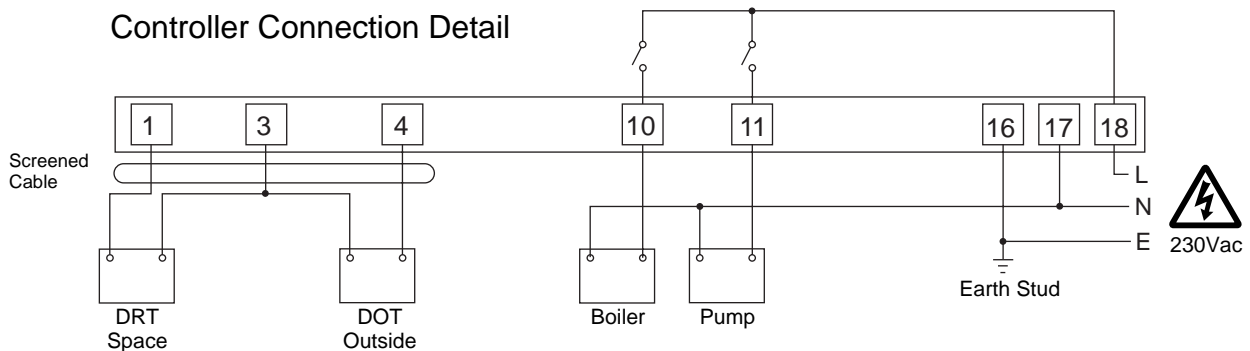 Controller Connection Detail
1
3
4
10
11
16
17
18
Screened
Cable
L
N
E
230Vac
Earth Stud
DRT
Space
DOT
Outside
Boiler
Pump